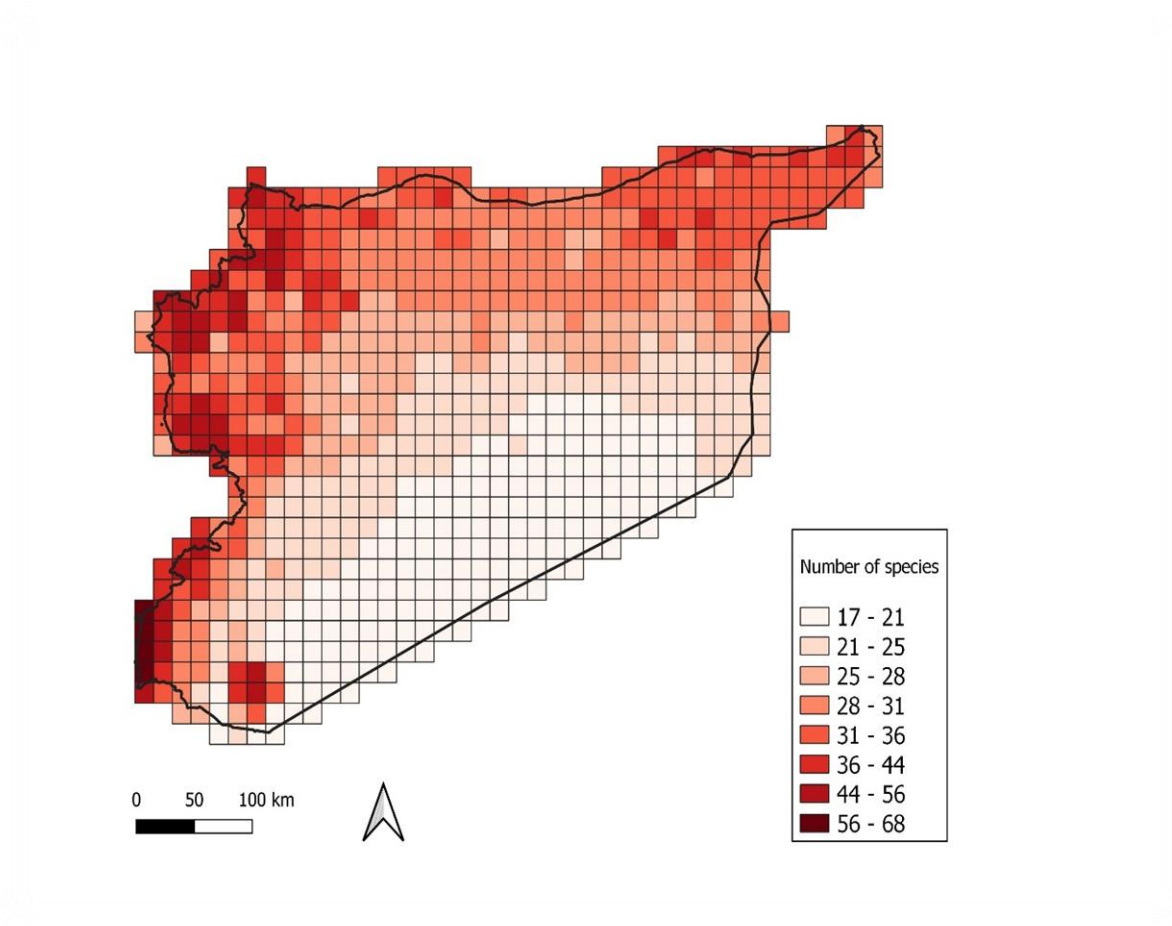 Number of species
17 - 21
21 - 25
25 - 28
28 - 31
31 - 36
36 - 44
44 - 56
56 - 68
0 50 100 km